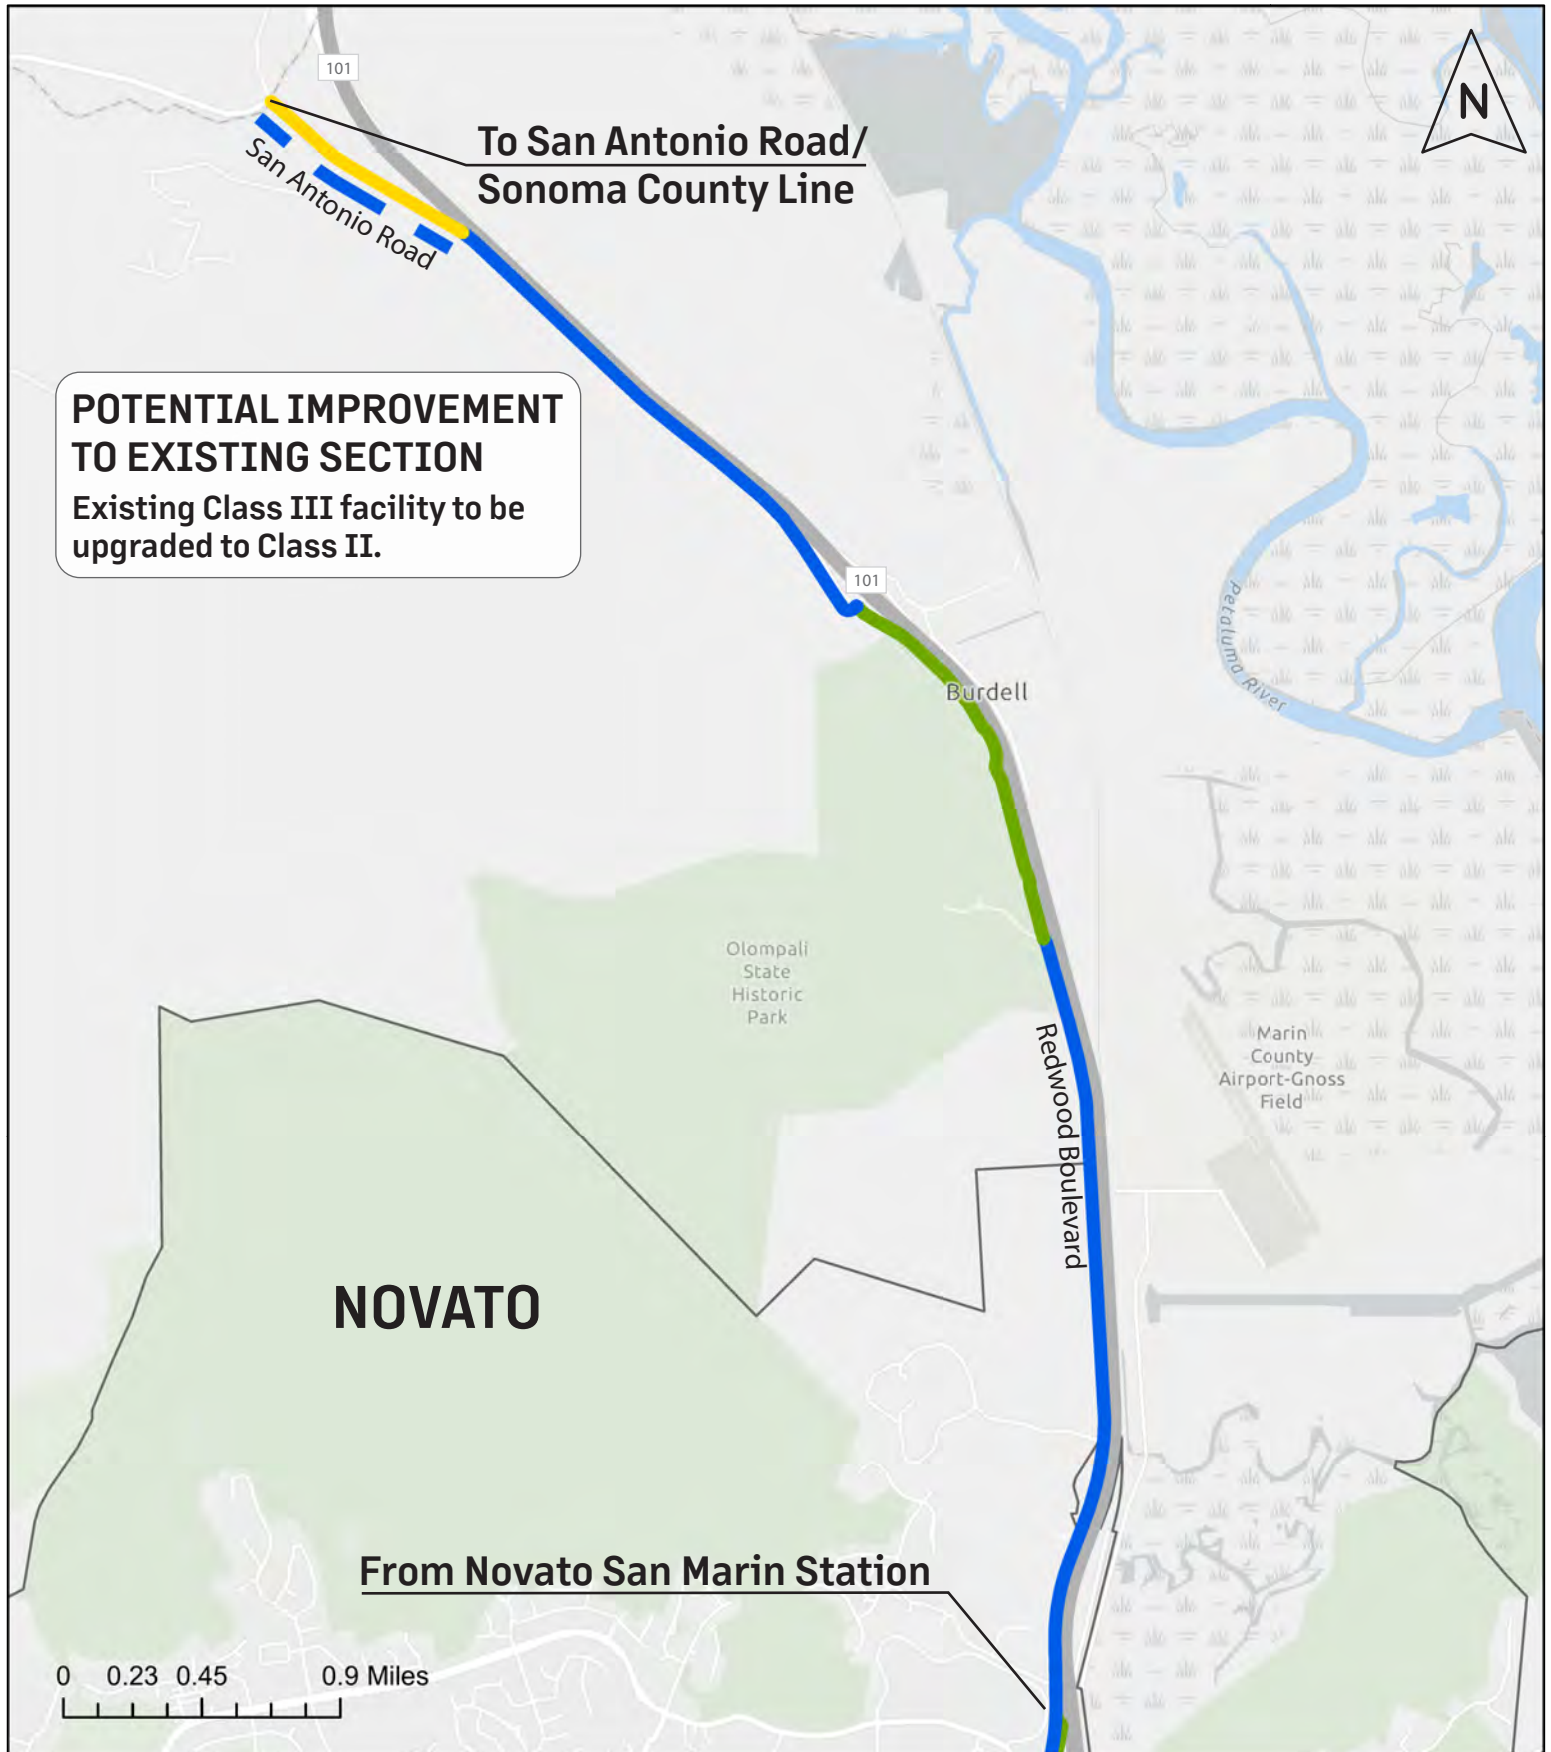 101
N
To San Antonio Road/
Sonoma County Line
San Antonio Road
POTENTIAL IMPROVEMENT
TO EXISTING SECTION
Existing Class III facility to be
upgraded to Class II.
101
Petaluma River
Burdell
Olompali
State
Historic
Park
Redwood Boulevard
Marin
County
Airport-Gnoss
Field
NOVATO
From Novato San Marin Station
0 0.23 0.45 0.9 Miles